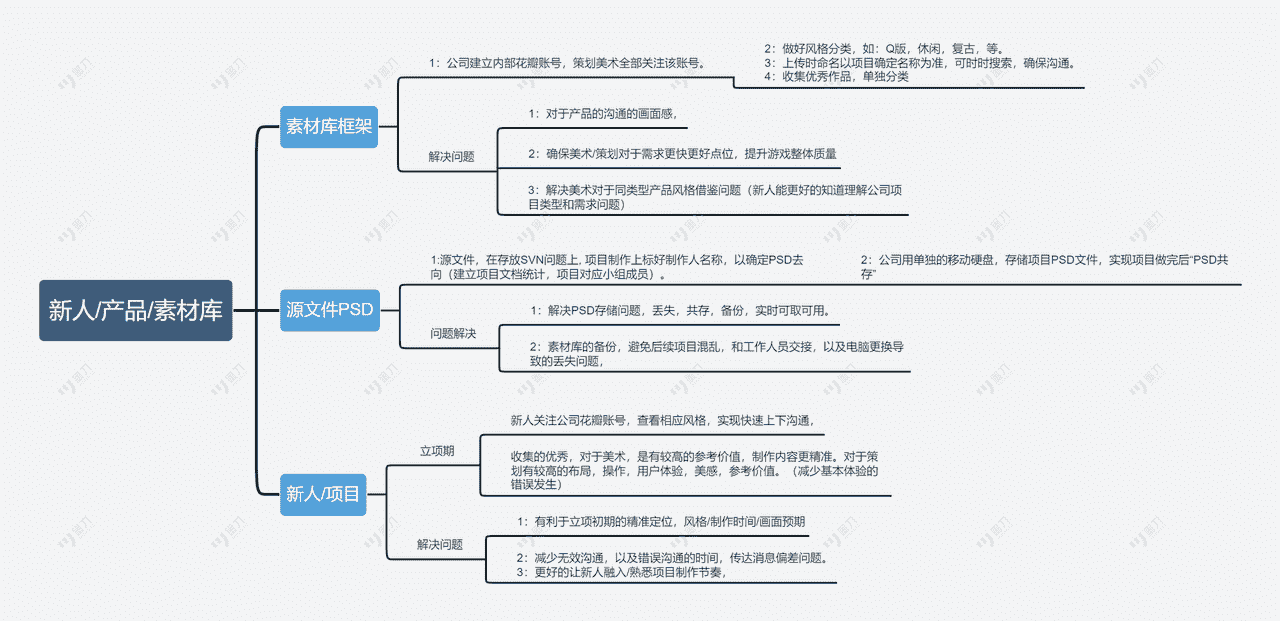 新人/产品/素材库
素材库框架
1：公司建立内部花瓣账号，策划美术全部关注该账号。
2：做好风格分类，如：Q版，休闲，复古，等。
3：上传时命名以项目确定名称为准，可时时搜索，确保沟通。
4：收集优秀作品，单独分类
解决问题
1：对于产品的沟通的画面感，
2：确保美术/策划对于需求更快更好点位，提升游戏整体质量
3：解决美术对于同类型产品风格借鉴问题（新人能更好的知道理解公司项
目类型和需求问题）
源文件PSD
1:源文件，在存放SVN问题上, 项目制作上标好制作人名称，以确定PSD去
向（建立项目文档统计，项目对应小组成员）。
2：公司用单独的移动硬盘，存储项目PSD文件，实现项目做完后“PSD共
存”
问题解决
1：解决PSD存储问题，丢失，共存，备份，实时可取可用。
2：素材库的备份，避免后续项目混乱，和工作人员交接，以及电脑更换导
致的丢失问题，
新人/项目
立项期
新人关注公司花瓣账号，查看相应风格，实现快速上下沟通，
收集的优秀，对于美术，是有较高的参考价值，制作内容更精准。对于策
划有较高的布局，操作，用户体验，美感，参考价值。（减少基本体验的
错误发生）
解决问题
1：有利于立项初期的精准定位，风格/制作时间/画面预期
2：减少无效沟通，以及错误沟通的时间，传达消息偏差问题。
3：更好的让新人融入/熟悉项目制作节奏，